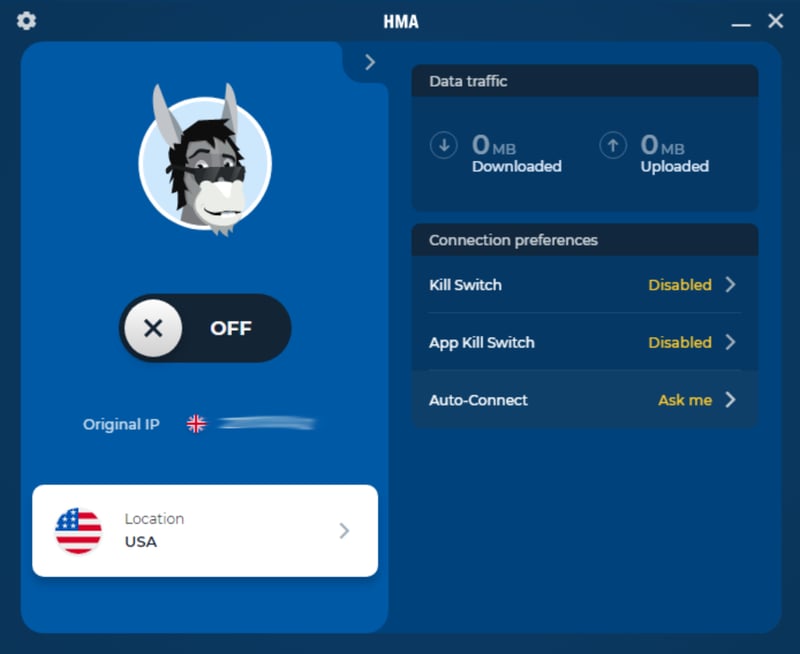 HMA
OFF
Original IP
Location
USA
Data traffic
0 MB
Downloaded
0 MB
Uploaded
Connection preferences
Kill Switch Disabled
App Kill Switch Disabled
Auto-Connect Ask me